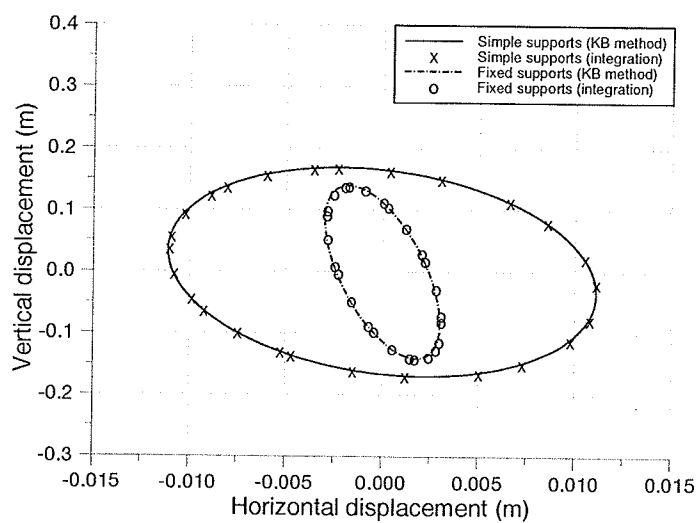 0.4
0.3
0.2
0.1
0.0
-0.1
-0.2
-0.3
Vertical displacement (m)
Simple supports (KB method)
Simple supports (integration)
Fixed supports (KB method)
Fixed supports (integration)
-0.015 -0.010 -0.005 0.000 0.005 0.010 0.015
Horizontal displacement (m)